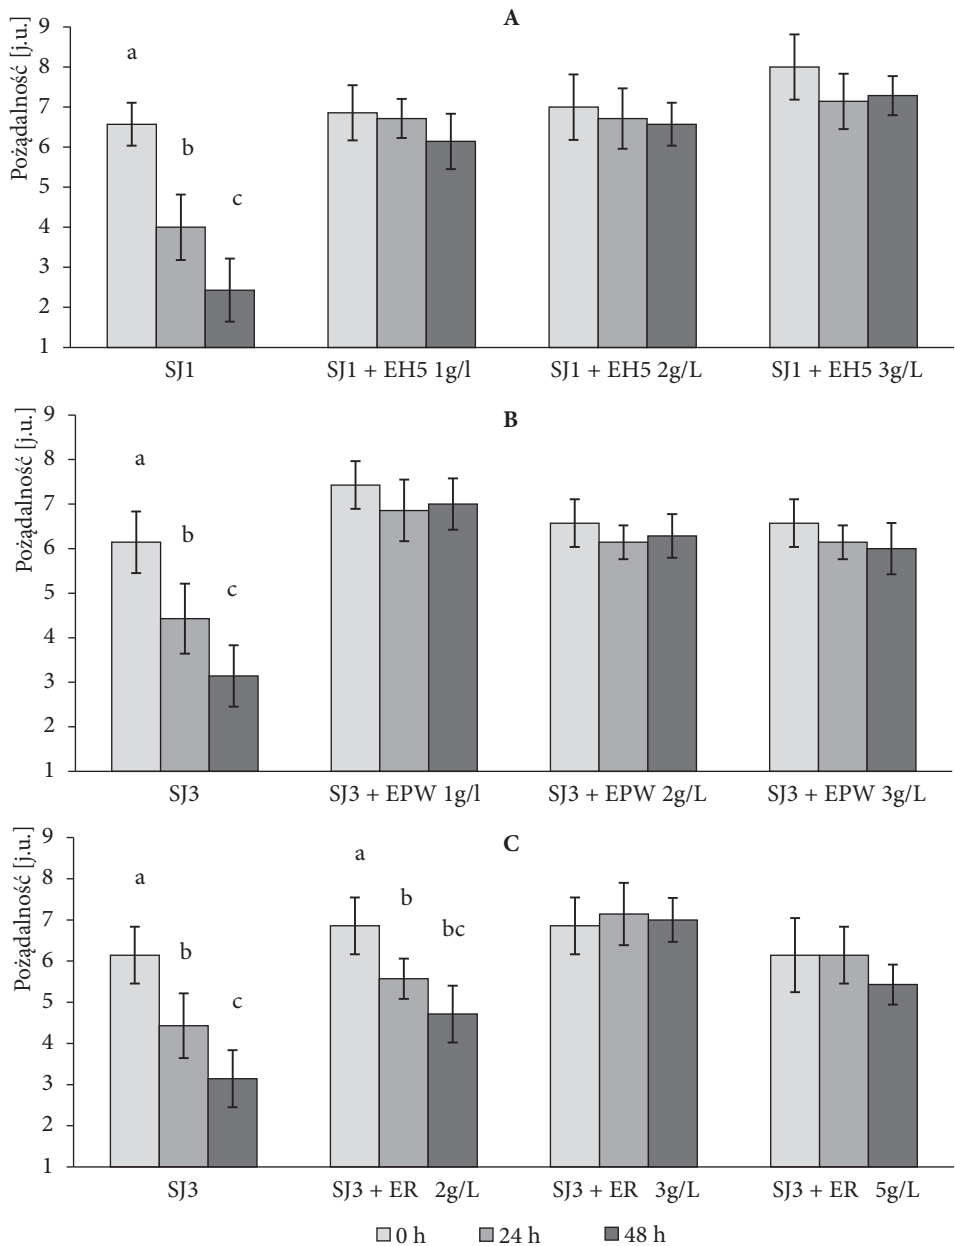 A
Pożądalność [j.u.]
9
8
7
6
5
4
3
2
1
a
b
c
SJ1
SJ1 + EH5 1g/l
SJ1 + EH5 2g/L
SJ1 + EH5 3g/L
B
Pożądalność [j.u.]
9
8
7
6
5
4
3
2
1
a
b
c
SJ3
SJ3 + EPW 1g/l
SJ3 + EPW 2g/L
SJ3 + EPW 3g/L
C
Pożądalność [j.u.]
9
8
7
6
5
4
3
2
1
a
b
c
a
b
bc
SJ3
SJ3 + ER 2g/L
SJ3 + ER 3g/L
SJ3 + ER 5g/L
0 h 24 h 48 h